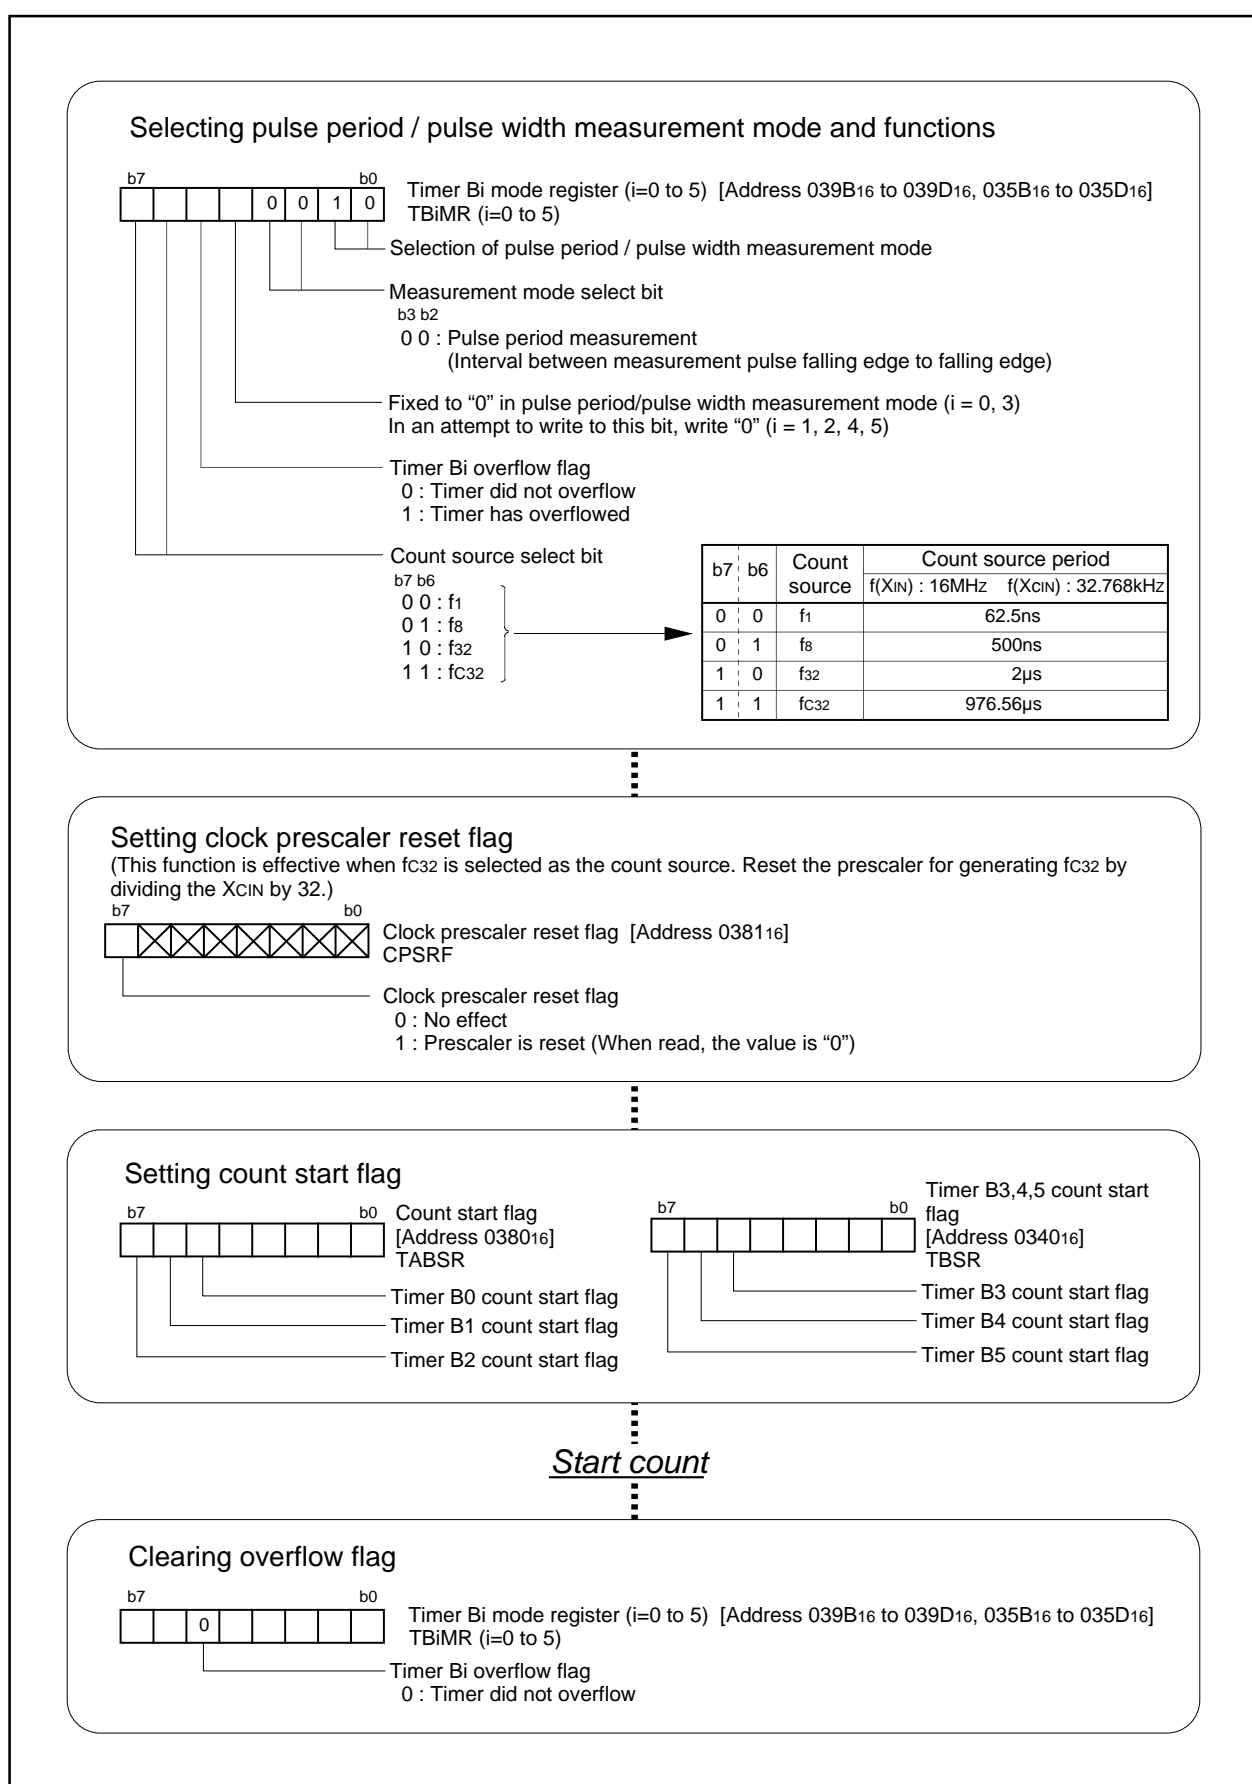 Selecting pulse period / pulse width measurement mode and functions
b7 b0
0 0 1 0
Timer Bi mode register (i=0 to 5) [Address 039B16 to 039D16, 035B16 to 035D16]
TBiMR (i=0 to 5)
Selection of pulse period / pulse width measurement mode
Measurement mode select bit
b3 b2
0 0 : Pulse period measurement
(Interval between measurement pulse falling edge to falling edge)
Fixed to “0” in pulse period/pulse width measurement mode (i = 0, 3)
In an attempt to write to this bit, write “0” (i = 1, 2, 4, 5)
Timer Bi overflow flag
0 : Timer did not overflow
1 : Timer has overflowed
Count source select bit
b7 b6
0 0 : f1
0 1 : f8
1 0 : f32
1 1 : fC32
b7 b6 Count source Count source period
f(XIN) : 16MHz f(XCIN) : 32.768kHz
0 0 f1 62.5ns
0 1 f8 500ns
1 0 f32 2µs
1 1 fC32 976.56µs
Setting clock prescaler reset flag
(This function is effective when fC32 is selected as the count source. Reset the prescaler for generating fC32 by
dividing the XCIN by 32.)
b7 b0
Clock prescaler reset flag [Address 038116]
CPSRF
Clock prescaler reset flag
0 : No effect
1 : Prescaler is reset (When read, the value is “0”)
Setting count start flag
b7 b0
Count start flag
[Address 038016]
TABSR
Timer B0 count start flag
Timer B1 count start flag
Timer B2 count start flag
b7 b0
Timer B3,4,5 count start
flag
[Address 034016]
TBSR
Timer B3 count start flag
Timer B4 count start flag
Timer B5 count start flag
Start count
Clearing overflow flag
b7 b0
0
Timer Bi mode register (i=0 to 5) [Address 039B16 to 039D16, 035B16 to 035D16]
TBiMR (i=0 to 5)
Timer Bi overflow flag
0 : Timer did not overflow